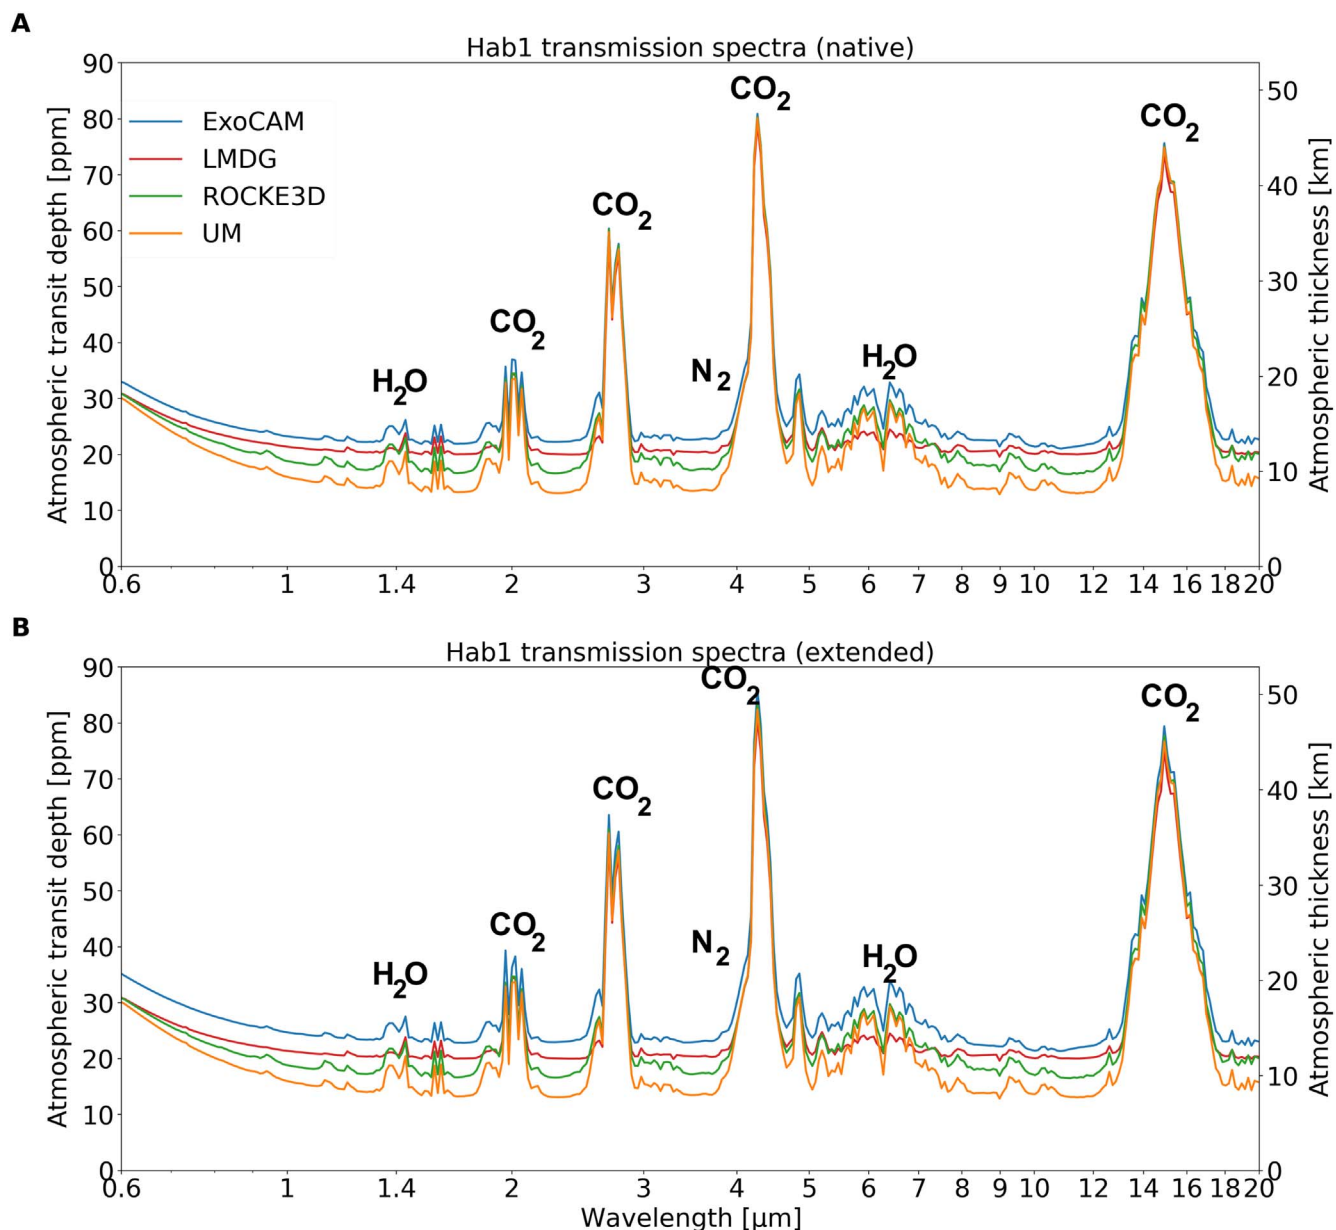 A
Hab1 transmission spectra (native)
Atmospheric transit depth [ppm]
90
80
70
60
50
40
30
20
10
0
ExoCAM
LMDG
ROCKE3D
UM
H2O
CO2
CO2
N2
CO2
H2O
CO2
50
40
30
20
10
0
Atmospheric thickness [km]
0.6 1 1.4 2 3 4 5 6 7 8 9 10 12 14 16 18 20
B
Hab1 transmission spectra (extended)
Atmospheric transit depth [ppm]
90
80
70
60
50
40
30
20
10
0
H2O
CO2
CO2
N2
CO2
H2O
CO2
50
40
30
20
10
0
Atmospheric thickness [km]
0.6 1 1.4 2 3 4 5 6 7 8 9 10 12 14 16 18 20
Wavelength [μm]